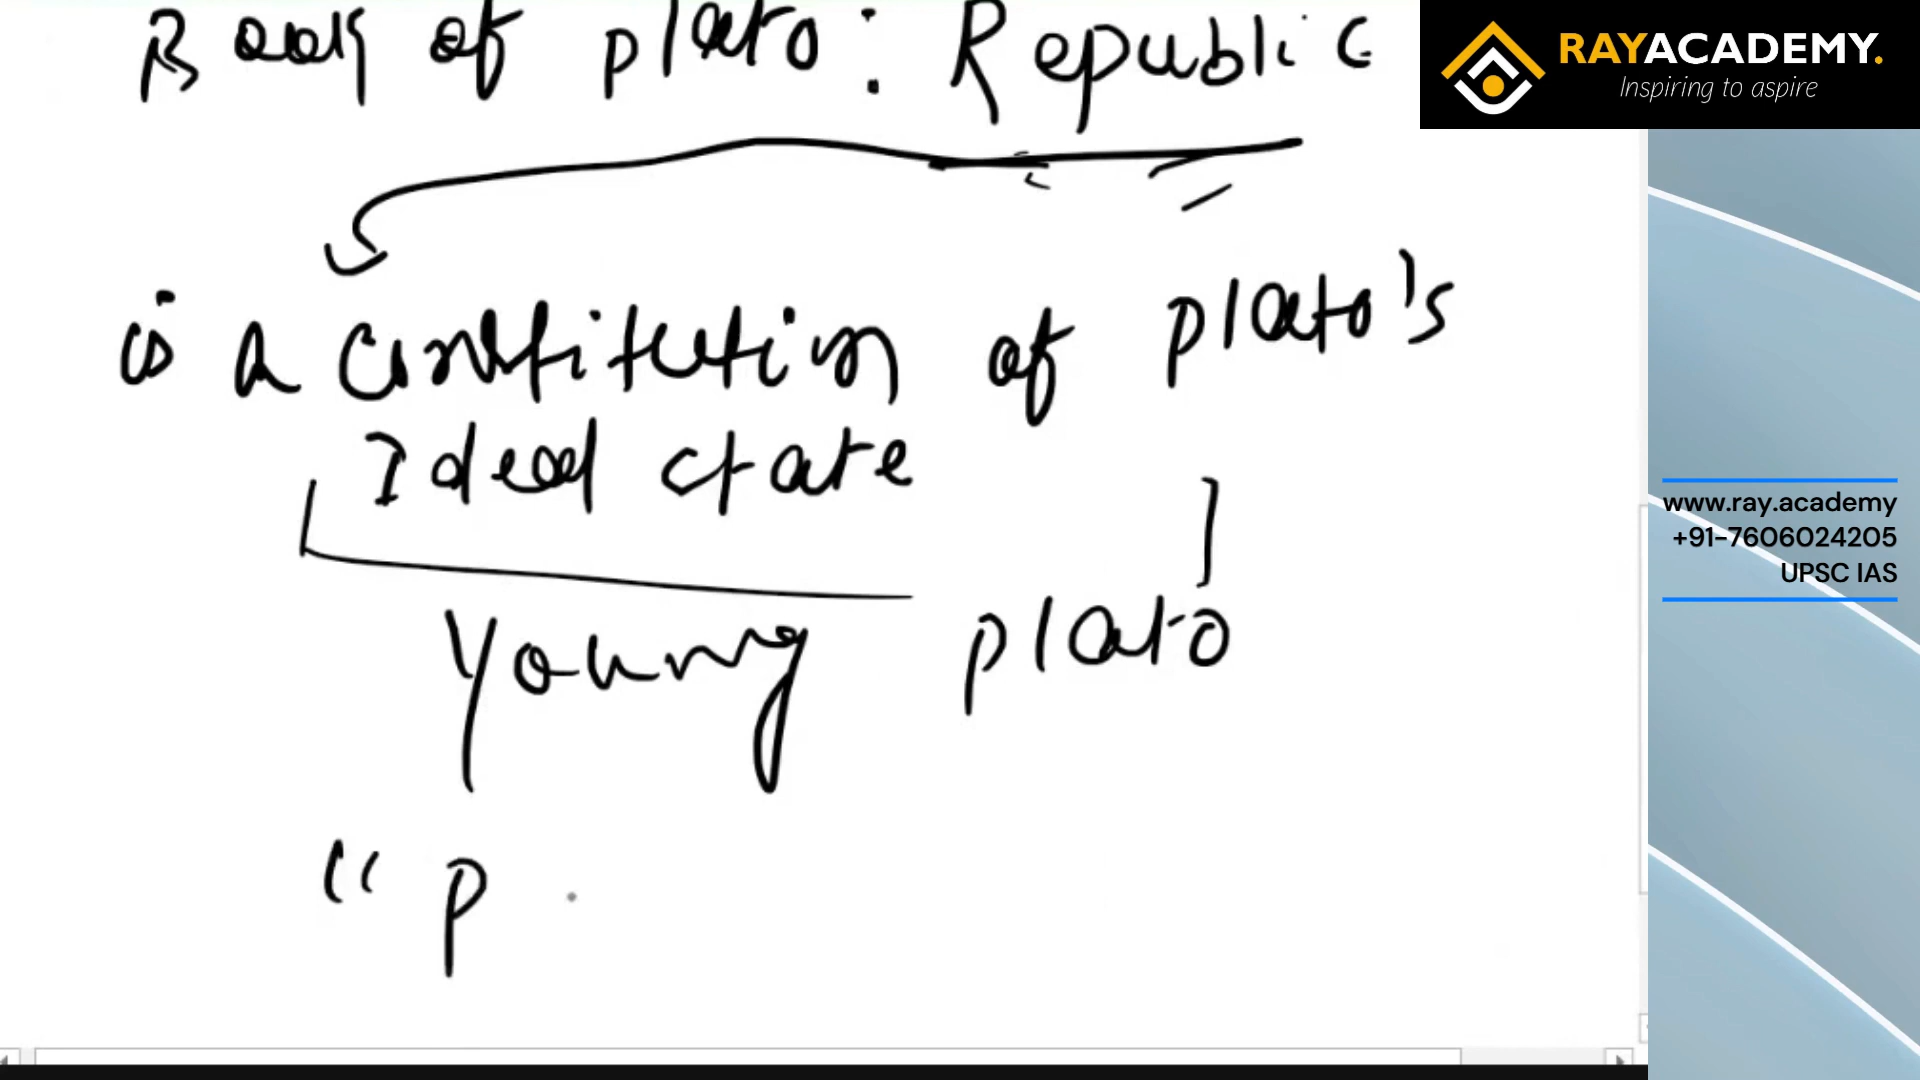 Book of plato: Republic
is a constitution of plato's
Ideal state
Young plato
" P
RAYACADEMY.
Inspiring to aspire
www.ray.academy
+91-7606024205
UPSC IAS